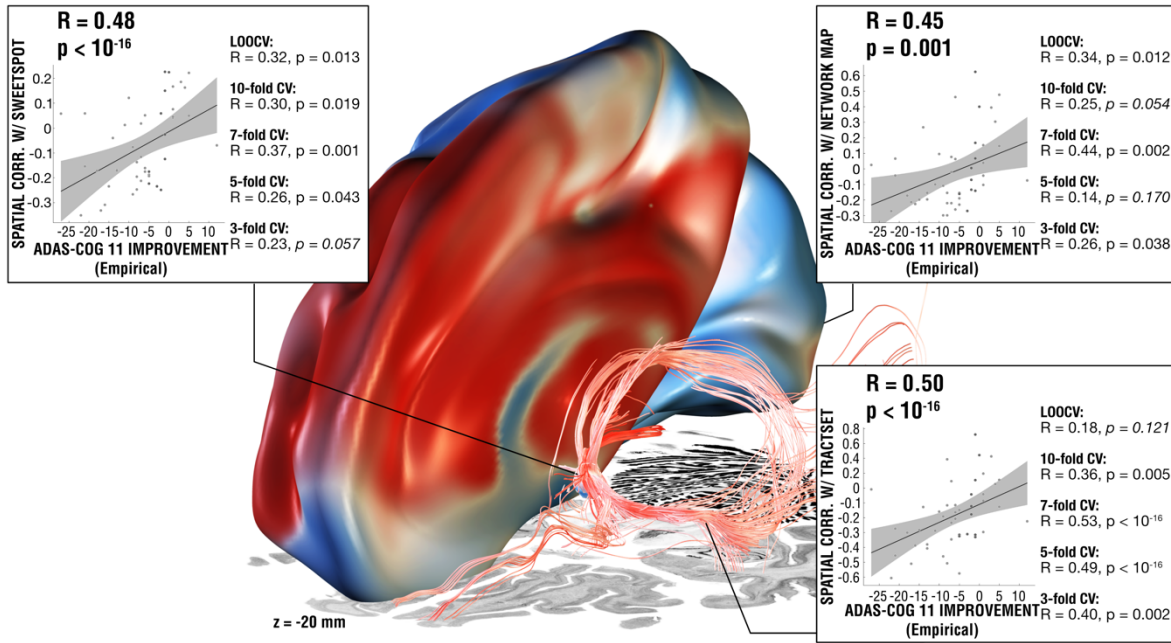 R = 0.48
p < 10-16
LOOCV:
R = 0.32, p = 0.013
10-fold CV:
R = 0.30, p = 0.019
7-fold CV:
R = 0.37, p = 0.001
5-fold CV:
R = 0.26, p = 0.043
3-fold CV:
R = 0.23, p = 0.057
SPATIAL CORR. W/ SWEETSPOT
0.2
0.1
0
-0.1
-0.2
-0.3
-25 -20 -15 -10 -5 0 5 10
ADAS-COG 11 IMPROVEMENT
(Empirical)
R = 0.45
p = 0.001
LOOCV:
R = 0.34, p = 0.012
10-fold CV:
R = 0.25, p = 0.054
7-fold CV:
R = 0.44, p = 0.002
5-fold CV:
R = 0.14, p = 0.170
3-fold CV:
R = 0.26, p = 0.038
SPATIAL CORR. W/ NETWORK MAP
0.6
0.5
0.4
0.3
0.2
0.1
0
-0.1
-0.2
-0.3
-25 -20 -15 -10 -5 0 5 10
ADAS-COG 11 IMPROVEMENT
(Empirical)
R = 0.50
p < 10-16
LOOCV:
R = 0.18, p = 0.121
10-fold CV:
R = 0.36, p = 0.005
7-fold CV:
R = 0.53, p < 10-16
5-fold CV:
R = 0.49, p < 10-16
3-fold CV:
R = 0.40, p = 0.002
SPATIAL CORR. W/ TRACTSET
0.8
0.4
0.2
0.2
0.1
0
-0.1
-0.2
-0.3
-0.4
-0.5
-0.6
-25 -20 -15 -10 -5 0 5 10
ADAS-COG 11 IMPROVEMENT
(Empirical)
z = -20 mm